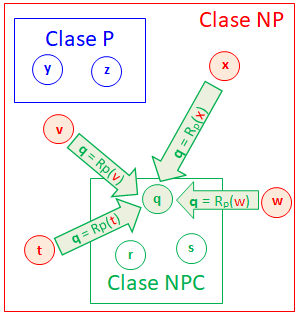 Clase NP
Clase P
y
z
x
v
q = Rp(x)
q = Rp(v)
q
q = Rp(w)
w
q = Rp(t)
t
r
s
Clase NPC